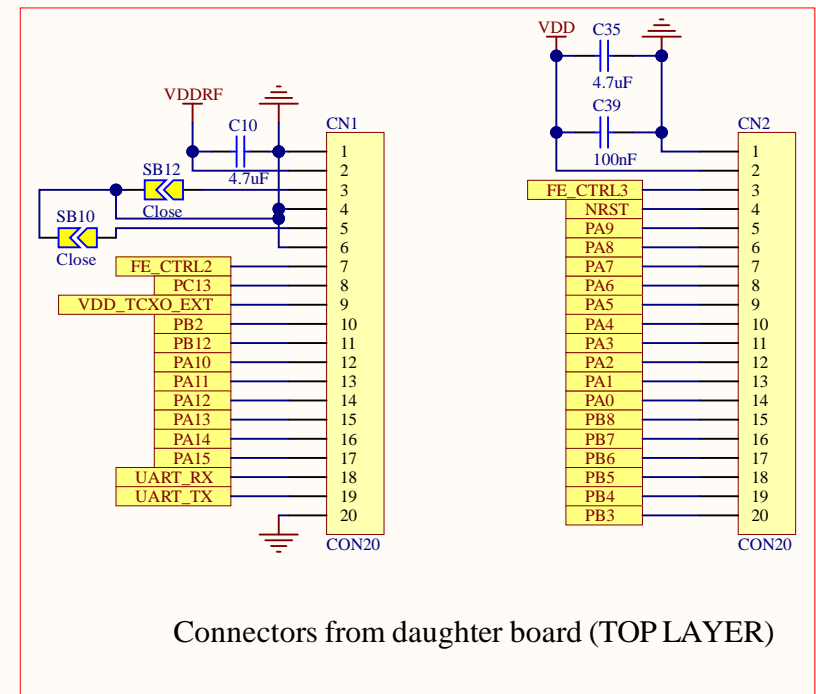 VDDRF
C10
4.7uF
SB12
Close
SB10
Close
CN1
1
2
3
4
5
6
FE_CTRL2 7
PC13 8
VDD_TCXO_EXT 9
PB2 10
PB12 11
PA10 12
PA11 13
PA12 14
PA13 15
PA14 16
PA15 17
UART_RX 18
UART_TX 19
20
CON20
VDD
C35
4.7uF
C39
100nF
CN2
1
2
FE_CTRL3 3
NRST 4
PA9 5
PA8 6
PA7 7
PA6 8
PA5 9
PA4 10
PA3 11
PA2 12
PA1 13
PA0 14
PB8 15
PB7 16
PB6 17
PB5 18
PB4 19
PB3 20
CON20
Connectors from daughter board (TOP LAYER)